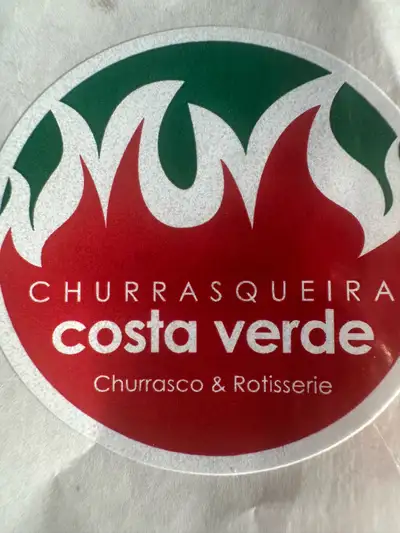 CHURRASQUEIRA
costa verde
Churrasco & Rotisserie